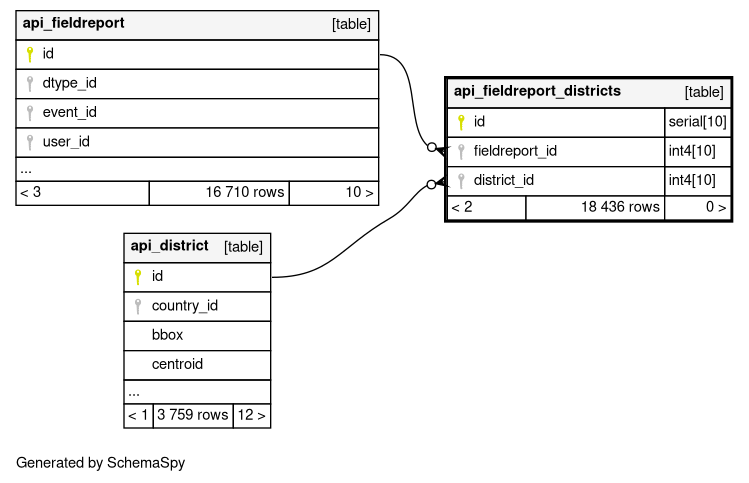 api_fieldreport [table]
id
dtype_id
event_id
user_id
...
< 3 16 710 rows 10 >
api_fieldreport_districts [table]
id serial[10]
fieldreport_id int4[10]
district_id int4[10]
< 2 18 436 rows 0 >
api_district [table]
id
country_id
bbox
centroid
...
< 1 3 759 rows 12 >
Generated by SchemaSpy